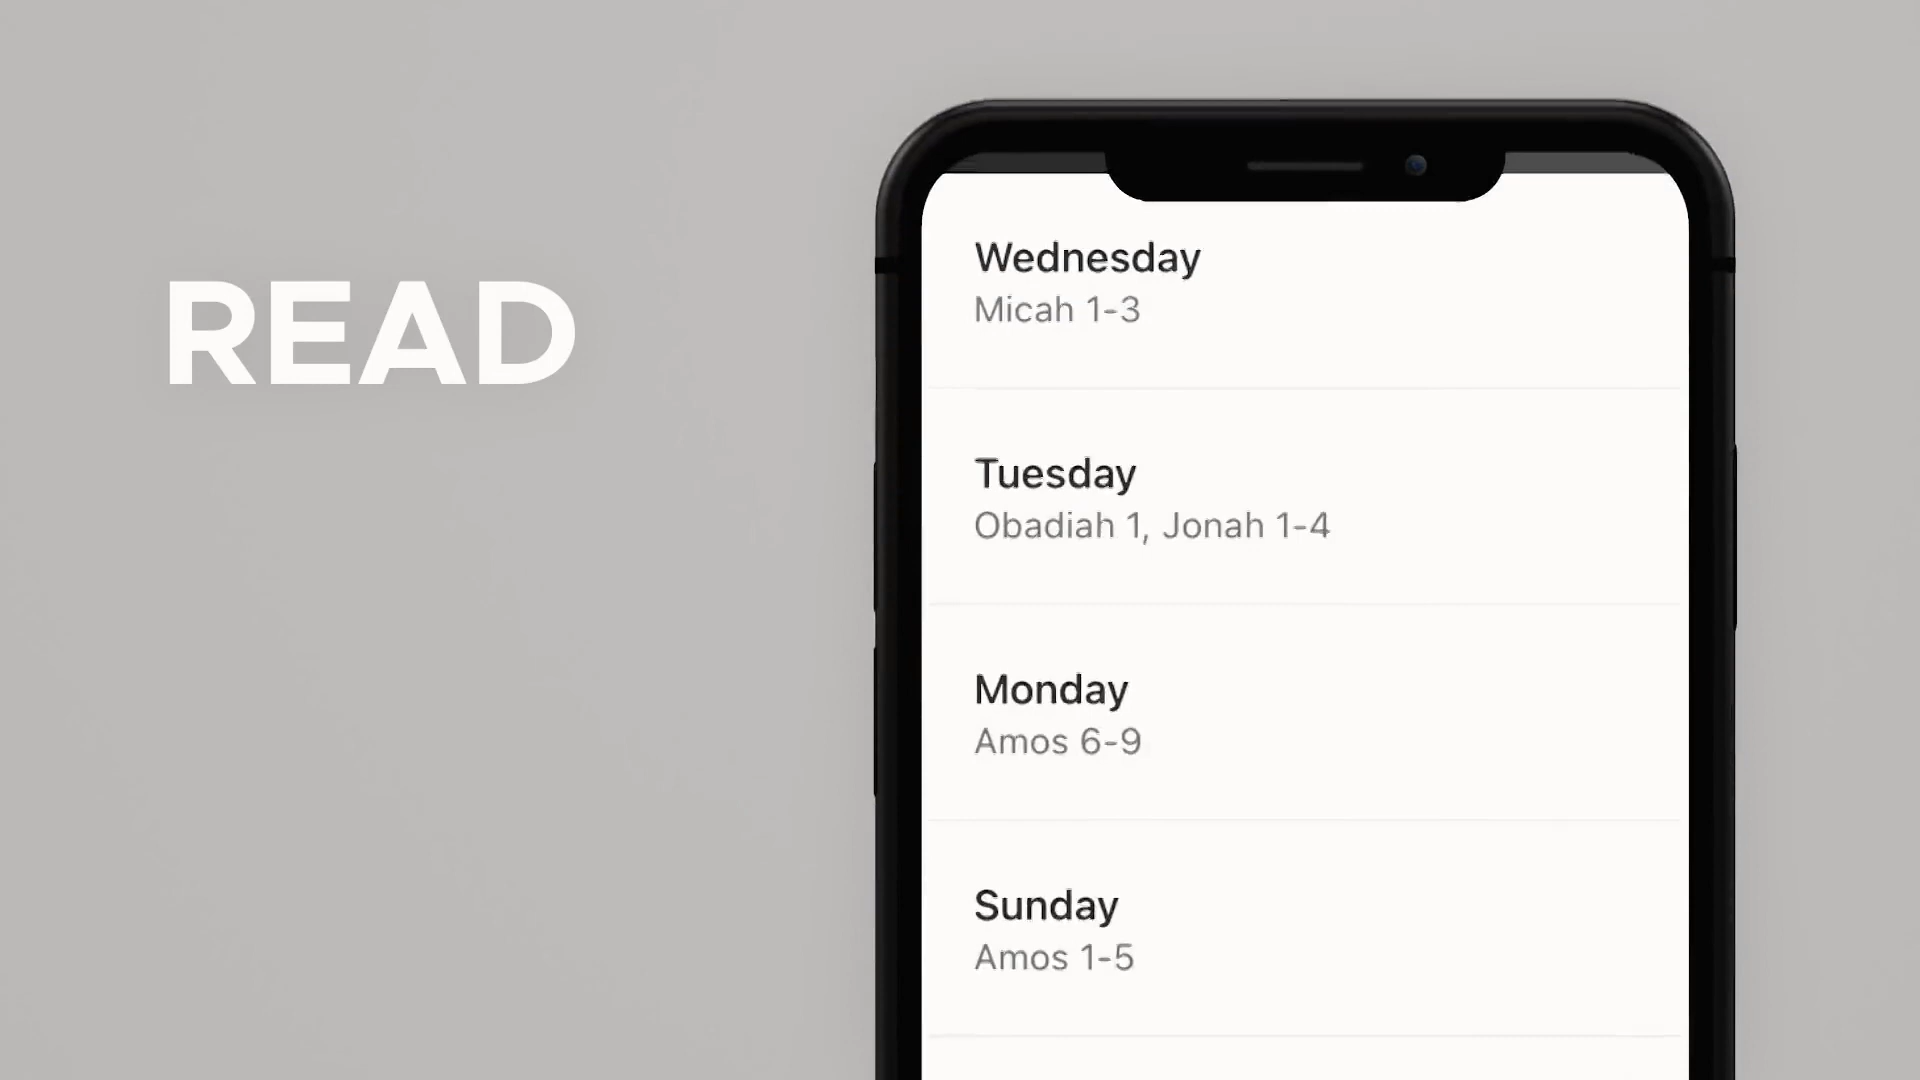 READ
Wednesday
Micah 1-3
Tuesday
Obadiah 1, Jonah 1-4
Monday
Amos 6-9
Sunday
Amos 1-5